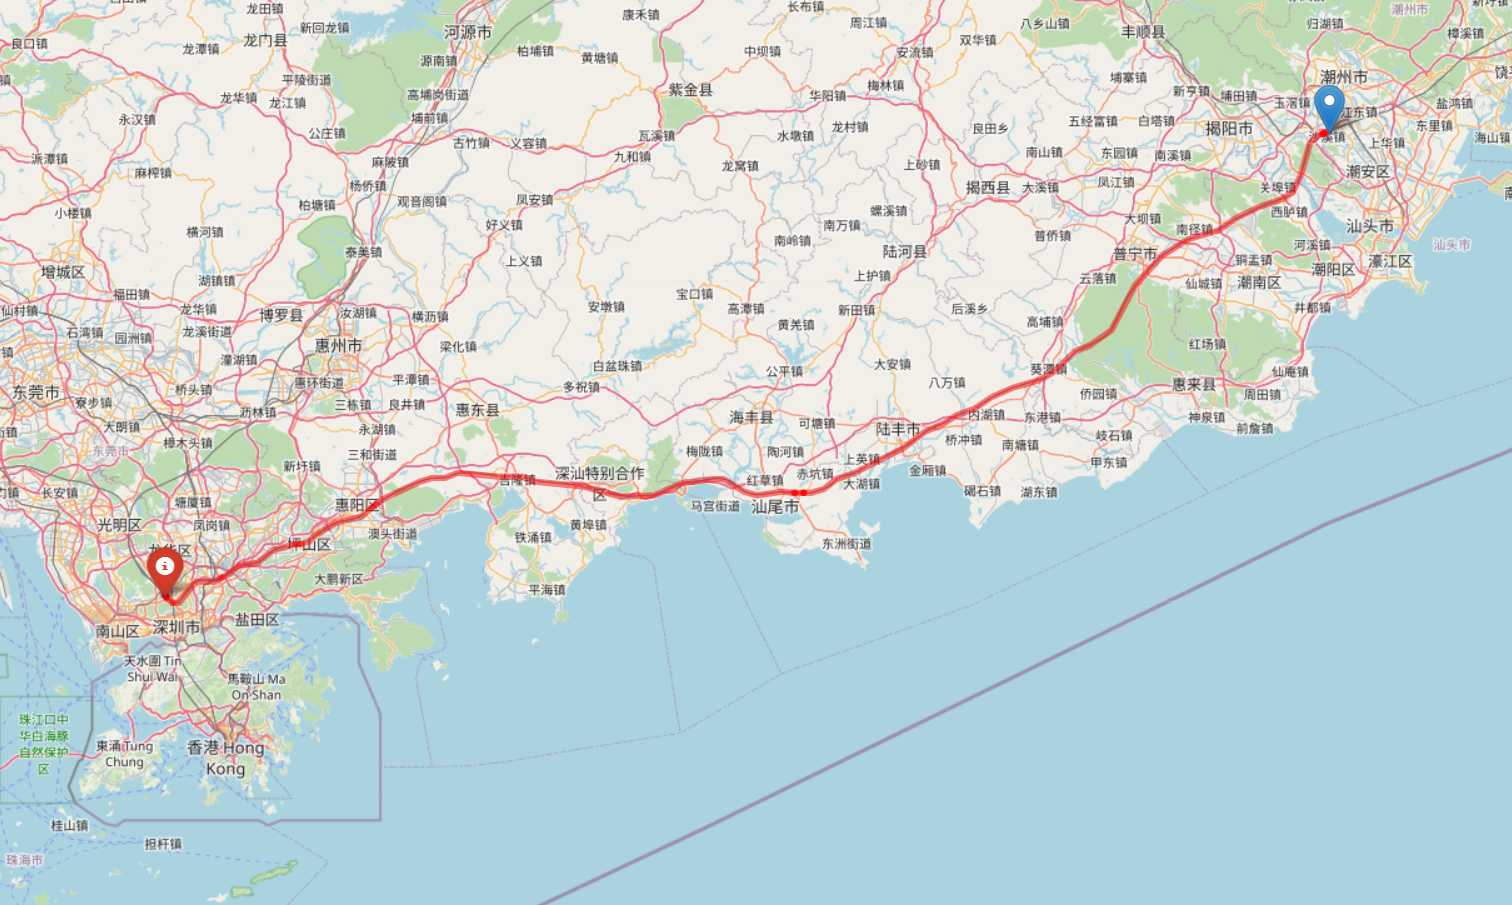 龙田镇
康禾镇
长布镇
周江镇
八乡山镇
归湖镇
潮州市
新回龙镇
河源市
丰顺县
樟溪镇
良口镇
龙门县
龙潭镇
柏埔镇
中坝镇
安流镇
双华镇
源南镇
黄塘镇
平陵街道
梅林镇
埔寨镇
潮州市
紫金县
华阳镇
新亨镇
埔田镇
玉滘镇
盐鸿镇
龙华镇
龙江镇
高埔岗街道
江东镇
永汉镇
埔前镇
五经富镇
白塔镇
揭阳市
东里镇
公庄镇
古竹镇
义容镇
瓦溪镇
水墩镇
龙村镇
良田乡
沙溪镇
上华镇
海山镇
派潭镇
麻陂镇
九和镇
龙窝镇
上砂镇
南山镇
东园镇
南溪镇
麻榨镇
潮安区
杨侨镇
揭西县
大溪镇
凤江镇
关埠镇
柏塘镇
观音阁镇
凤安镇
小楼镇
螺溪镇
西胪镇
横河镇
好义镇
南万镇
大坝镇
南径镇
汕头市
南岭镇
普侨镇
汕头市
泰美镇
陆河县
普宁市
河溪镇
上义镇
铜盂镇
濠江区
增城区
上护镇
云落镇
潮阳区
湖镇镇
仙城镇
潮南区
福田镇
宝口镇
仙村镇
龙华镇
博罗县
汝湖镇
横沥镇
安墩镇
高潭镇
新田镇
后溪乡
井都镇
石湾镇
园洲镇
龙溪街道
黄羌镇
高埔镇
惠州市
梁化镇
红场镇
潼湖镇
白盆珠镇
公平镇
大安镇
葵潭镇
仙庵镇
东莞市
桥头镇
惠环街道
平潭镇
多祝镇
八万镇
惠来县
侨园镇
周田镇
寮步镇
沥林镇
三栋镇
良井镇
惠东县
海丰县
可塘镇
陆丰市
内湖镇
东港镇
神泉镇
前詹镇
大朗镇
永湖镇
樟木头镇
桥冲镇
岐石镇
东莞市
三和街道
梅陇镇
陶河镇
南塘镇
新圩镇
上英镇
甲东镇
深汕特别合作
区
红草镇
赤坑镇
金厢镇
吉隆镇
大湖镇
碣石镇
湖东镇
长安镇
塘厦镇
惠阳区
马宫街道
汕尾市
光明区
凤岗镇
黄埠镇
澳头街道
铁涌镇
东洲街道
龙华区
坪山区
大鹏新区
平海镇
南山区
深圳市
盐田区
天水圍 Tin
Shui Wai
馬鞍山 Ma
On Shan
珠江口中
华白海豚
自然保护
区
東涌 Tung
Chung
香港 Hong
Kong
桂山镇
担杆镇
珠海市